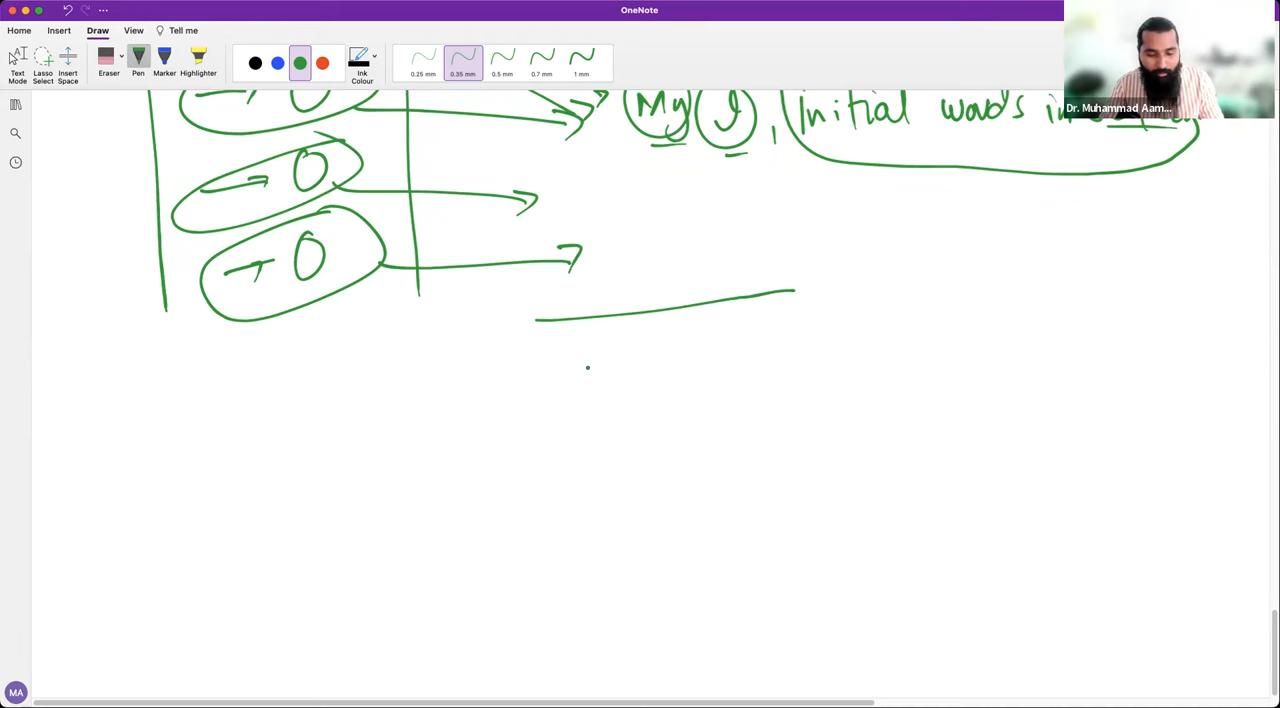 OneNote
Home Insert Draw View Tell me
Text Mode Lasso Select Insert Space Eraser Pen Marker Highlighter Ink Colour 0.25 mm 0.35 mm 0.5 mm 0.7 mm 1 mm
Dr. Muhammad Aam...
My I , Initial words in
MA